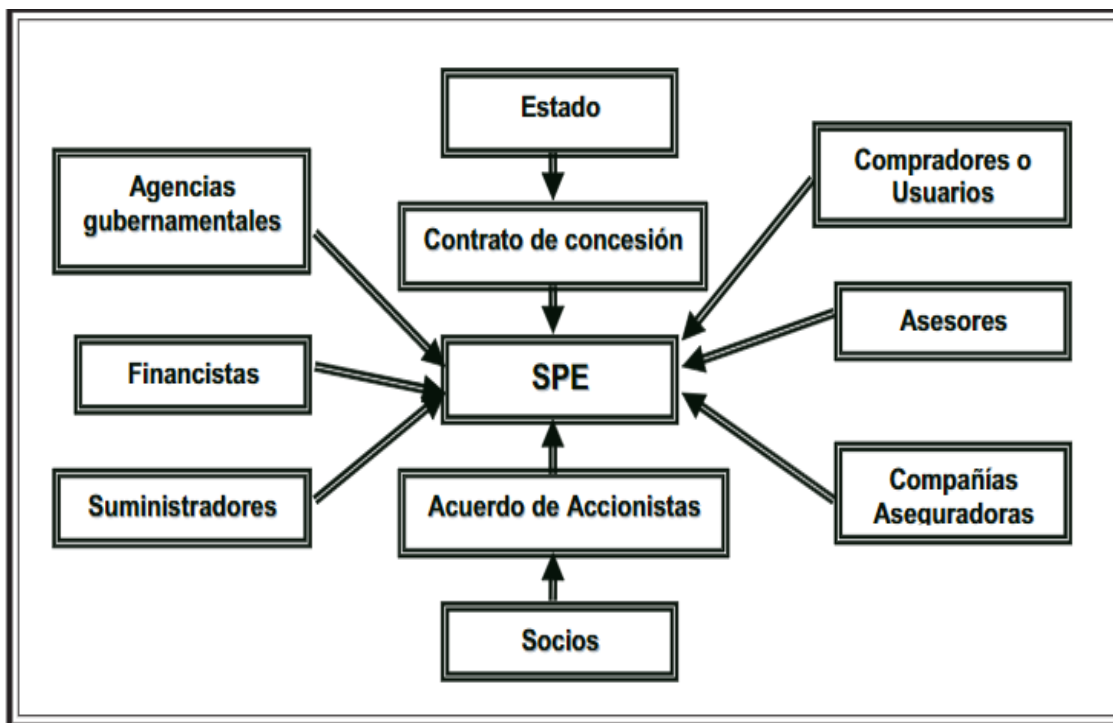 Estado
Agencias
gubernamentales
Compradores o
Usuarios
Contrato de concesión
Financistas
SPE
Asesores
Suministradores
Acuerdo de Accionistas
Compañías
Aseguradoras
Socios